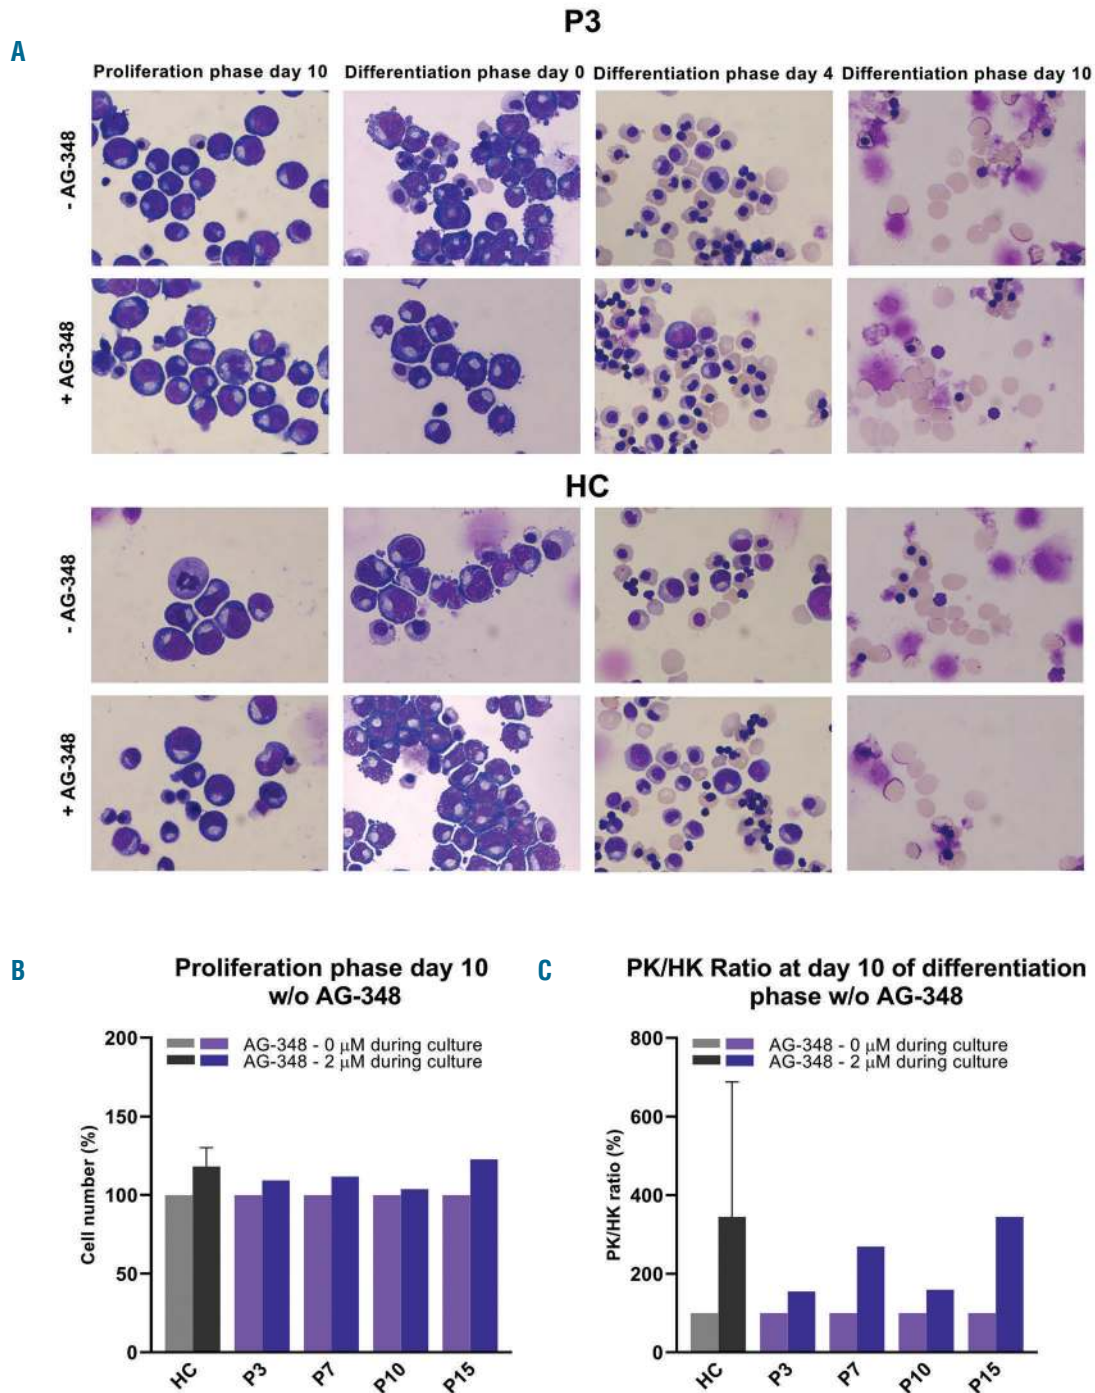 P3
A
Proliferation phase day 10 Differentiation phase day 0 Differentiation phase day 4 Differentiation phase day 10
- AG-348
+ AG-348
HC
- AG-348
+ AG-348
B
Proliferation phase day 10
w/o AG-348
200
150
100
50
0
Cell number (%)
AG-348 - 0 μM during culture
AG-348 - 2 μM during culture
HC P3 P7 P10 P15
C
PK/HK Ratio at day 10 of differentiation
phase w/o AG-348
800
600
400
200
0
PK/HK ratio (%)
AG-348 - 0 μM during culture
AG-348 - 2 μM during culture
HC P3 P7 P10 P15